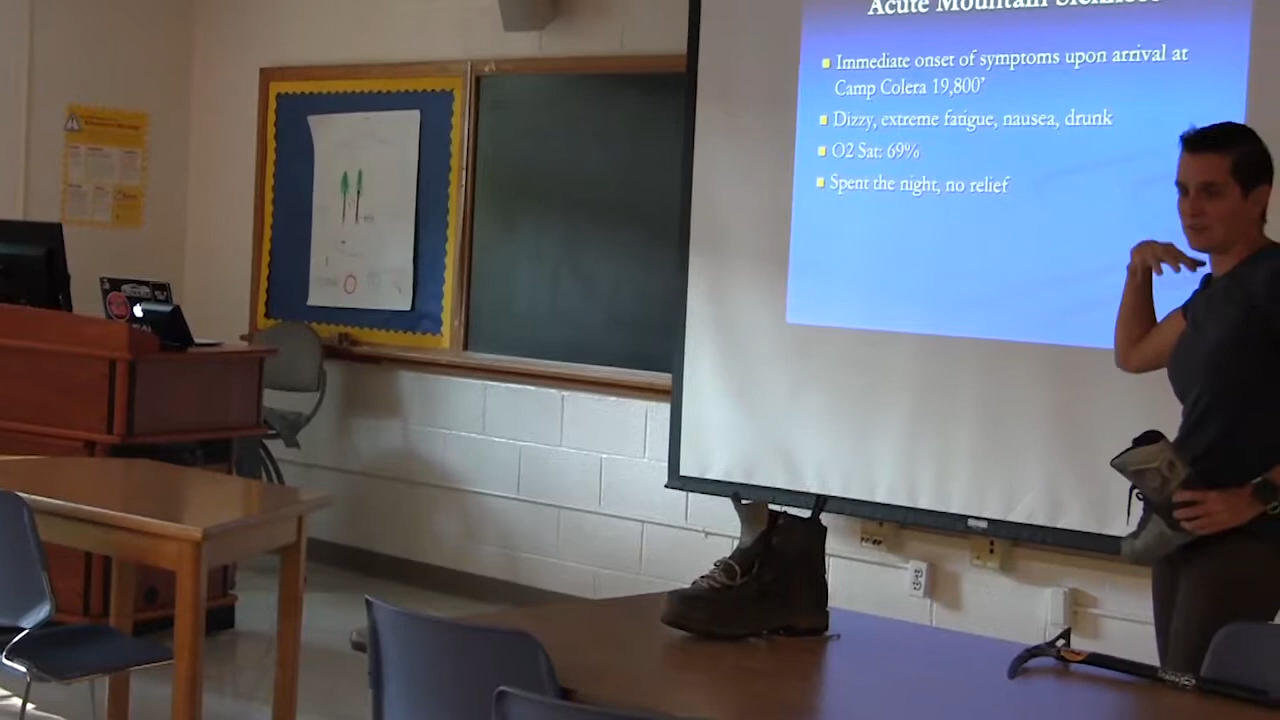 Acute Mountain Sickness
Immediate onset of symptoms upon arrival at
Camp Colera 19,800'
Dizzy, extreme fatigue, nausea, drunk
O2 Sat: 69%
Spent the night, no relief